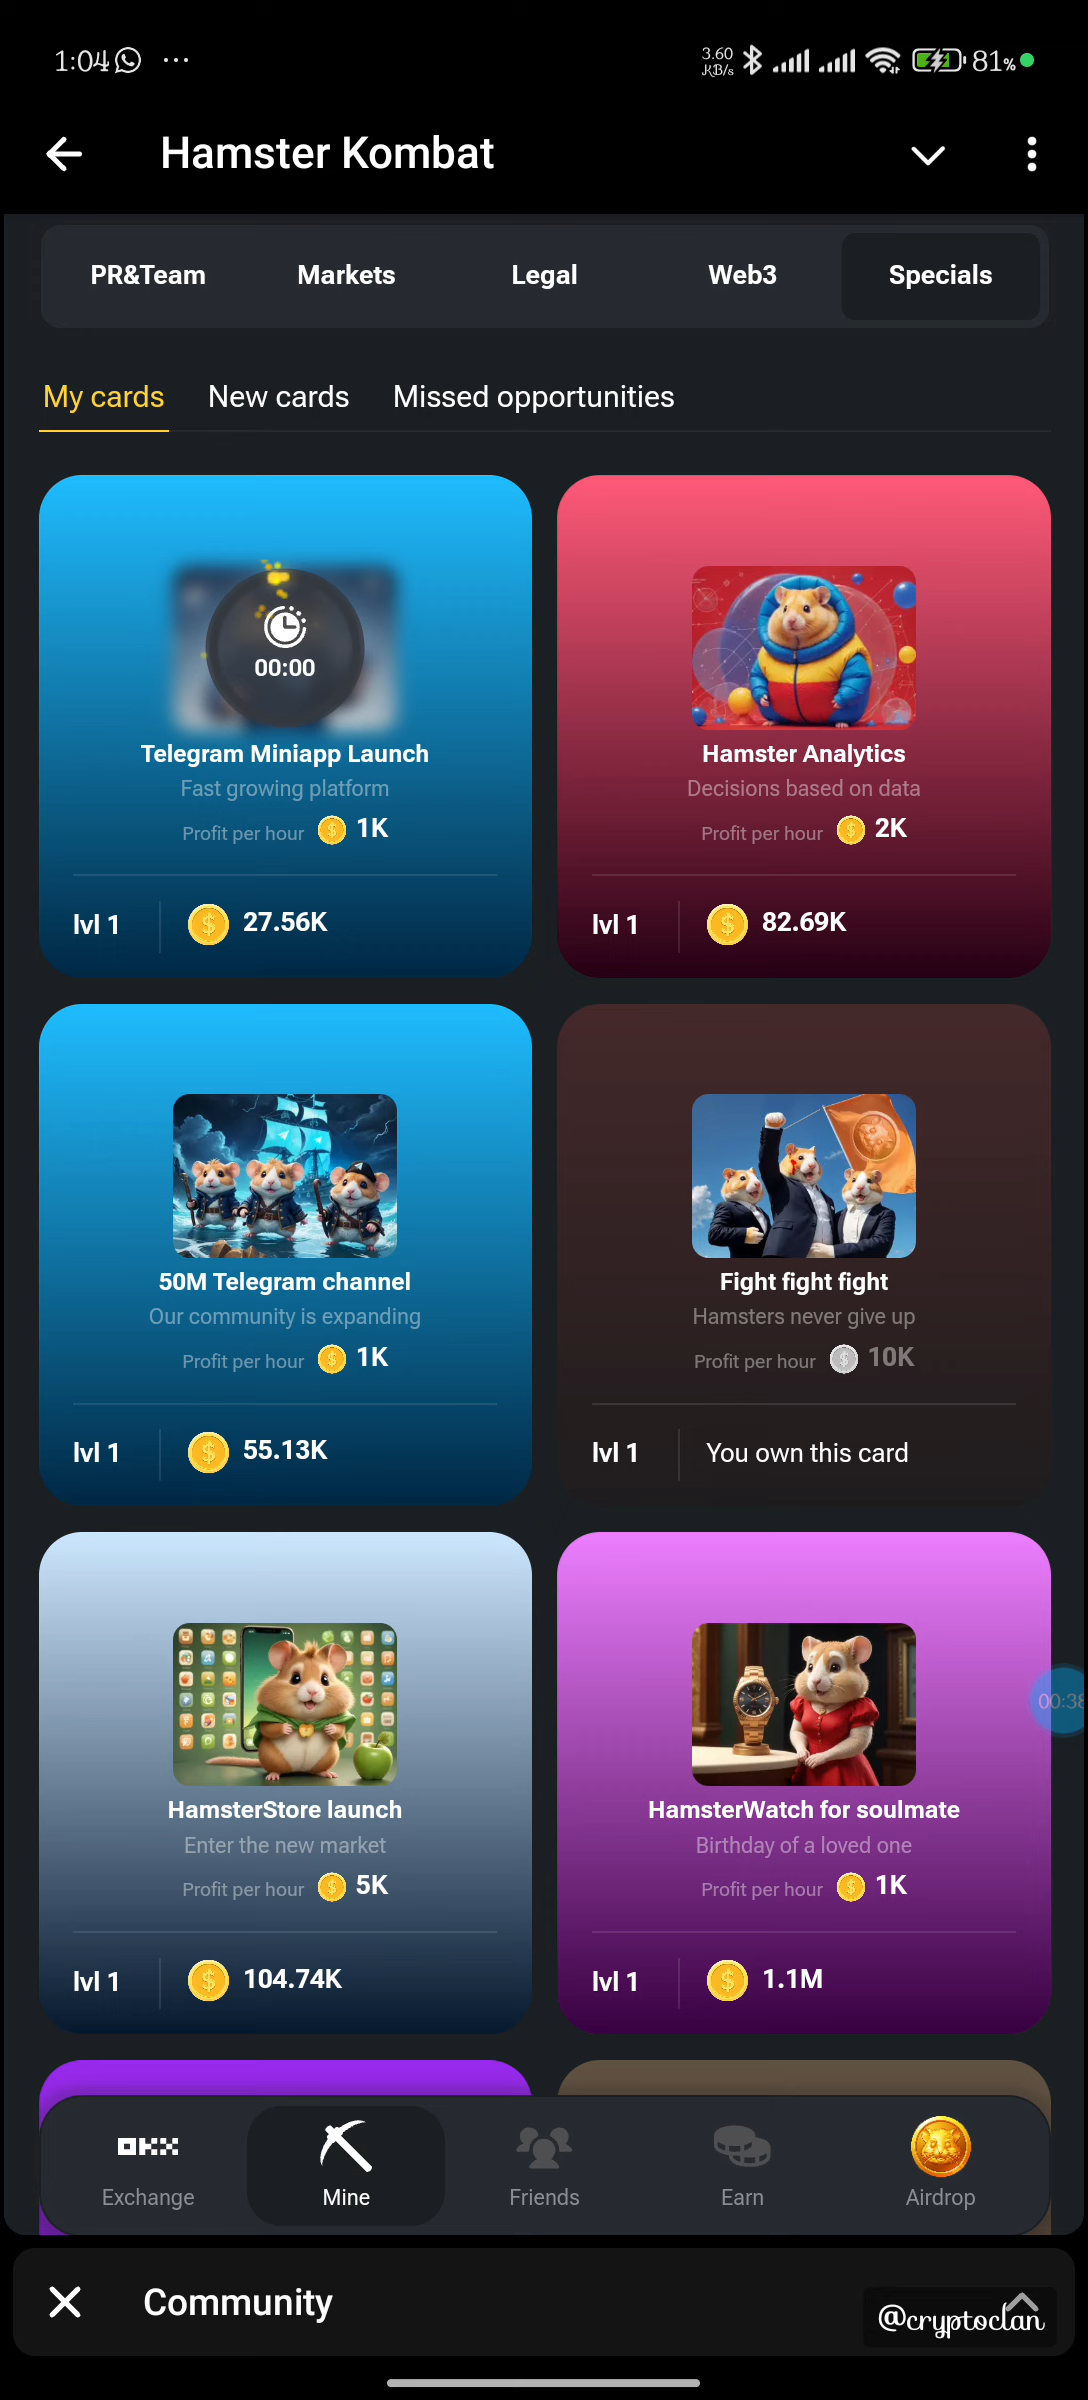 1:04 ...
3.60
KB/s
81%
Hamster Kombat
PR&Team Markets Legal Web3 Specials
My cards New cards Missed opportunities
00:00
Telegram Miniapp Launch
Fast growing platform
Profit per hour $ 1K
lvl 1 $ 27.56K
Hamster Analytics
Decisions based on data
Profit per hour $ 2K
lvl 1 $ 82.69K
50M Telegram channel
Our community is expanding
Profit per hour $ 1K
lvl 1 $ 55.13K
Fight fight fight
Hamsters never give up
Profit per hour $ 10K
lvl 1 You own this card
HamsterStore launch
Enter the new market
Profit per hour $ 5K
lvl 1 $ 104.74K
HamsterWatch for soulmate
Birthday of a loved one
Profit per hour $ 1K
lvl 1 $ 1.1M
00:38
OKX
Exchange Mine Friends Earn Airdrop
Community
@cryptoclan